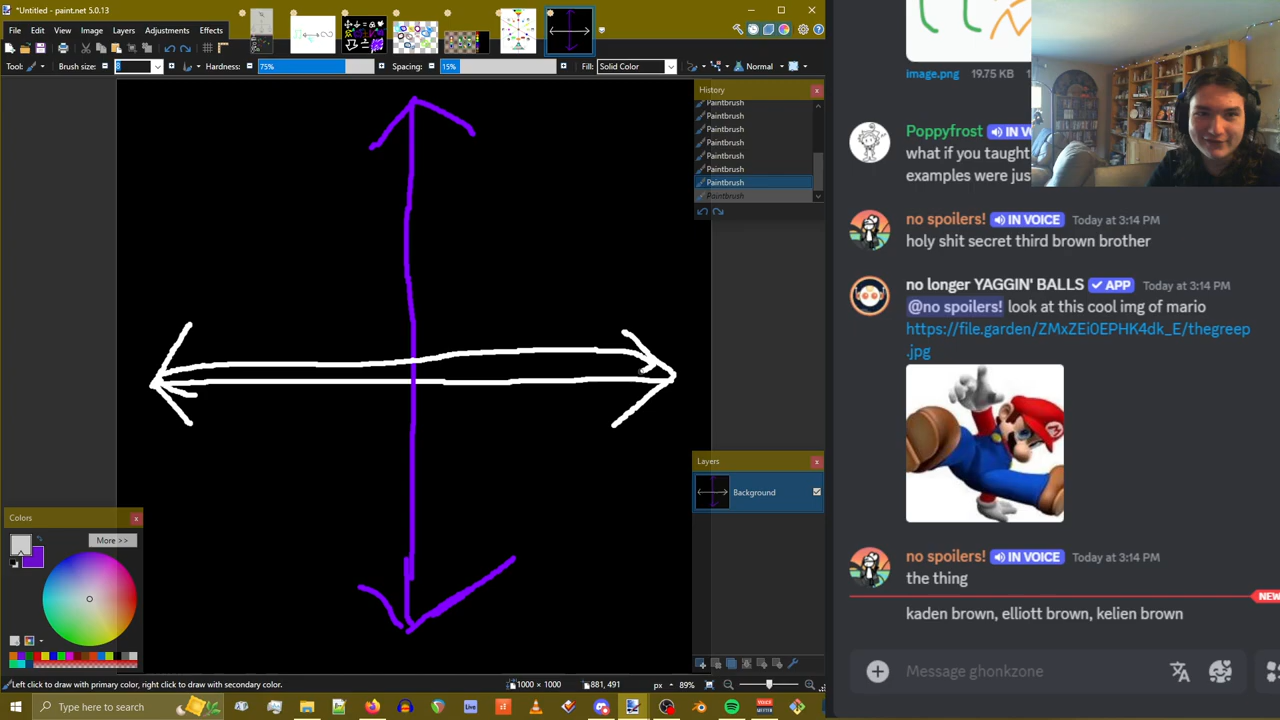 *Untitled - paint.net 5.0.13
File Edit View Image Layers Adjustments Effects
Tool: Brush size: 8 Hardness: 75% Spacing: 15% Fill: Solid Color Normal
History
Paintbrush
Paintbrush
Paintbrush
Paintbrush
Paintbrush
Paintbrush
Paintbrush
Paintbrush
Layers
Background
Colors
More >>
Left click to draw with primary color, right click to draw with secondary color.
1000 × 1000
881, 491
px
89%
Type here to search
Live
image.png 19.75 KB
Poppyfrost IN V
what if you taught
examples were jus
no spoilers! IN VOICE Today at 3:14 PM
holy shit secret third brown brother
no longer YAGGIN' BALLS ✓ APP Today at 3:14 PM
@no spoilers! look at this cool img of mario
https://file.garden/ZMxZEi0EPHK4dk_E/thegreep
.jpg
no spoilers! IN VOICE Today at 3:14 PM
the thing
NEW
kaden brown, elliott brown, kelien brown
Message ghonkzone